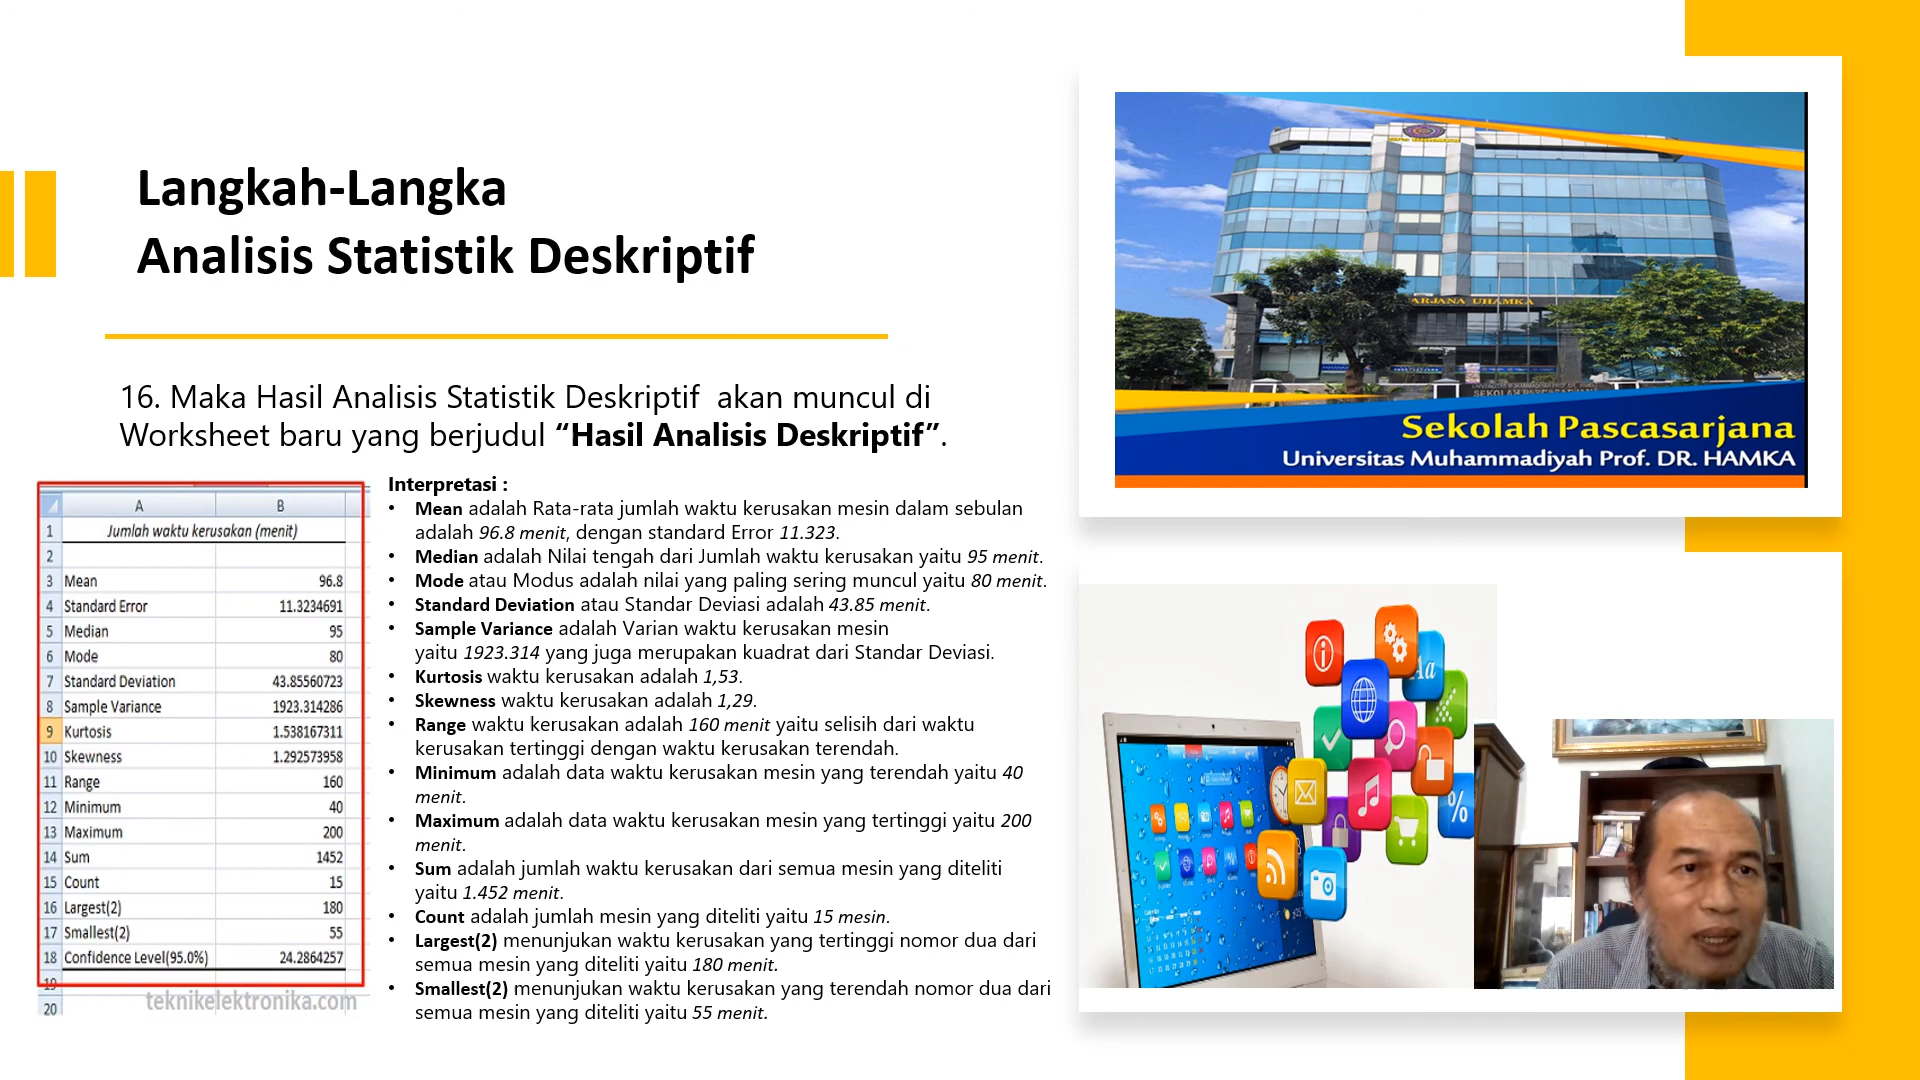 Langkah-Langka
Analisis Statistik Deskriptif
16. Maka Hasil Analisis Statistik Deskriptif akan muncul di
Worksheet baru yang berjudul “Hasil Analisis Deskriptif”.
A B
1 Jumlah waktu kerusakan (menit)
2
3 Mean 96.8
4 Standard Error 11.3234691
5 Median 95
6 Mode 80
7 Standard Deviation 43.85560723
8 Sample Variance 1923.314286
9 Kurtosis 1.538167311
10 Skewness 1.292573958
11 Range 160
12 Minimum 40
13 Maximum 200
14 Sum 1452
15 Count 15
16 Largest(2) 180
17 Smallest(2) 55
18 Confidence Level(95.0%) 24.2864257
19
20
teknikelektronika.com
Interpretasi :
• Mean adalah Rata-rata jumlah waktu kerusakan mesin dalam sebulan
adalah 96.8 menit, dengan standard Error 11.323.
• Median adalah Nilai tengah dari Jumlah waktu kerusakan yaitu 95 menit.
• Mode atau Modus adalah nilai yang paling sering muncul yaitu 80 menit.
• Standard Deviation atau Standar Deviasi adalah 43.85 menit.
• Sample Variance adalah Varian waktu kerusakan mesin
yaitu 1923.314 yang juga merupakan kuadrat dari Standar Deviasi.
• Kurtosis waktu kerusakan adalah 1,53.
• Skewness waktu kerusakan adalah 1,29.
• Range waktu kerusakan adalah 160 menit yaitu selisih dari waktu
kerusakan tertinggi dengan waktu kerusakan terendah.
• Minimum adalah data waktu kerusakan mesin yang terendah yaitu 40
menit.
• Maximum adalah data waktu kerusakan mesin yang tertinggi yaitu 200
menit.
• Sum adalah jumlah waktu kerusakan dari semua mesin yang diteliti
yaitu 1.452 menit.
• Count adalah jumlah mesin yang diteliti yaitu 15 mesin.
• Largest(2) menunjukan waktu kerusakan yang tertinggi nomor dua dari
semua mesin yang diteliti yaitu 180 menit.
• Smallest(2) menunjukan waktu kerusakan yang terendah nomor dua dari
semua mesin yang diteliti yaitu 55 menit.
ARJANA UHAMKA
Sekolah Pascasarjana
Universitas Muhammadiyah Prof. DR. HAMKA
Aa
%